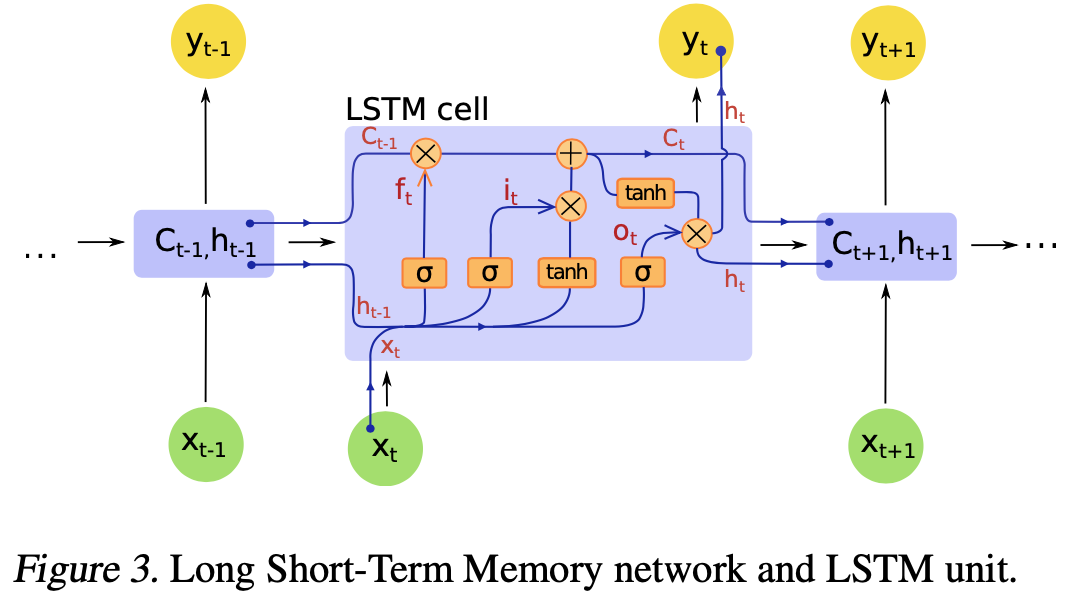 y_{t-1}
y_t
y_{t+1}
LSTM cell
h_t
C_{t-1}
C_t
f_t
i_t
tanh
o_t
...
C_{t-1},h_{t-1}
C_{t+1},h_{t+1}
...
σ
σ
tanh
σ
h_t
h_{t-1}
x_t
x_{t-1}
x_t
x_{t+1}
Figure 3. Long Short-Term Memory network and LSTM unit.